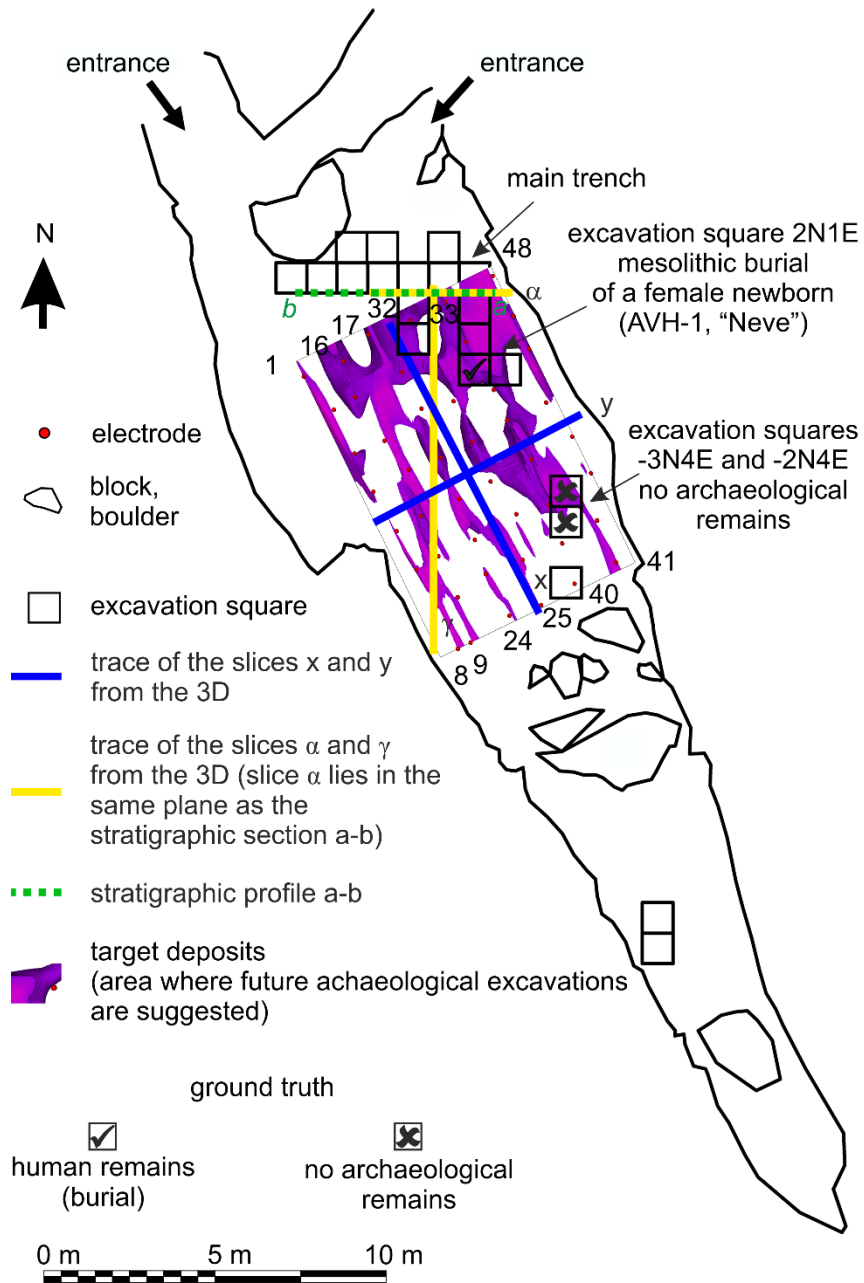 entrance
entrance
main trench
N
48
excavation square 2N1E
mesolithic burial
of a female newborn
(AVH-1, “Neve”)
α
b
a
32
33
17
16
1
y
electrode
excavation squares
-3N4E and -2N4E
no archaeological
remains
block,
boulder
41
x
40
25
excavation square
γ
24
8
9
trace of the slices x and y
from the 3D
trace of the slices α and γ
from the 3D (slice α lies in the
same plane as the
stratigraphic section a-b)
stratigraphic profile a-b
target deposits
(area where future achaeological excavations
are suggested)
ground truth
human remains
(burial)
no archaeological
remains
0 m
5 m
10 m